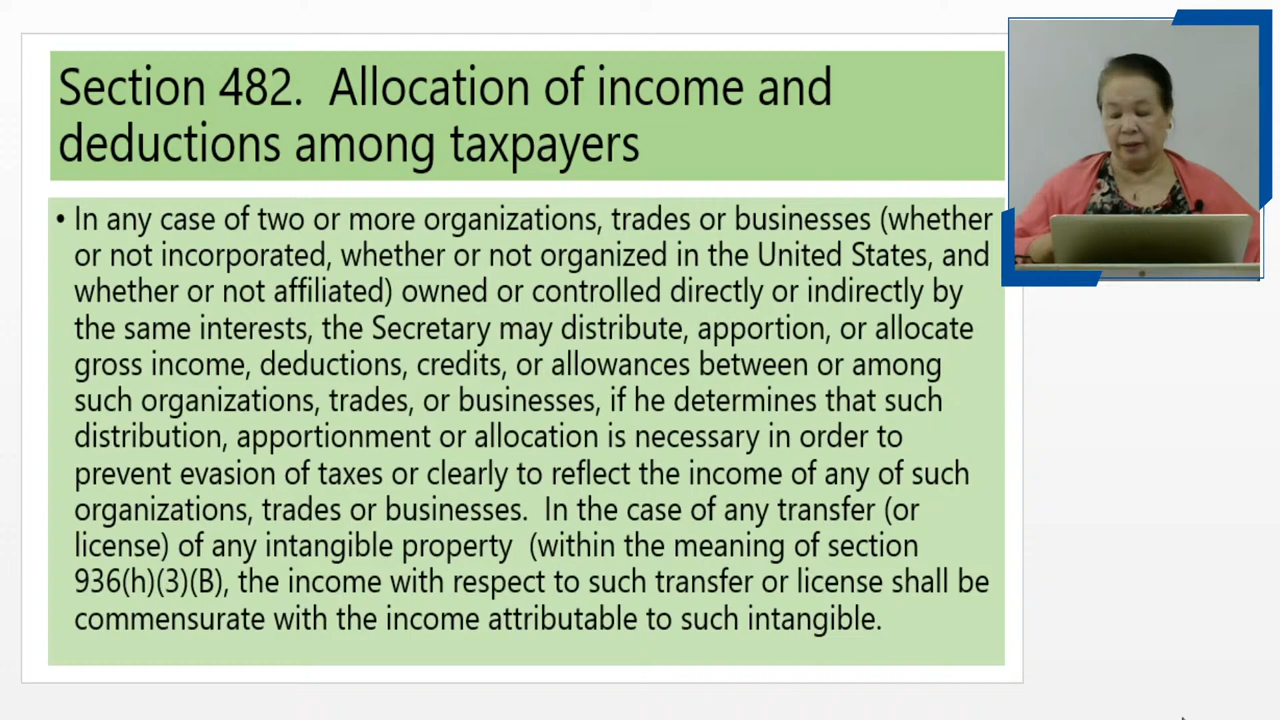 Section 482.  Allocation of income and
deductions among taxpayers
• In any case of two or more organizations, trades or businesses (whether
or not incorporated, whether or not organized in the United States, and
whether or not affiliated) owned or controlled directly or indirectly by
the same interests, the Secretary may distribute, apportion, or allocate
gross income, deductions, credits, or allowances between or among
such organizations, trades, or businesses, if he determines that such
distribution, apportionment or allocation is necessary in order to
prevent evasion of taxes or clearly to reflect the income of any of such
organizations, trades or businesses.  In the case of any transfer (or
license) of any intangible property  (within the meaning of section
936(h)(3)(B), the income with respect to such transfer or license shall be
commensurate with the income attributable to such intangible.